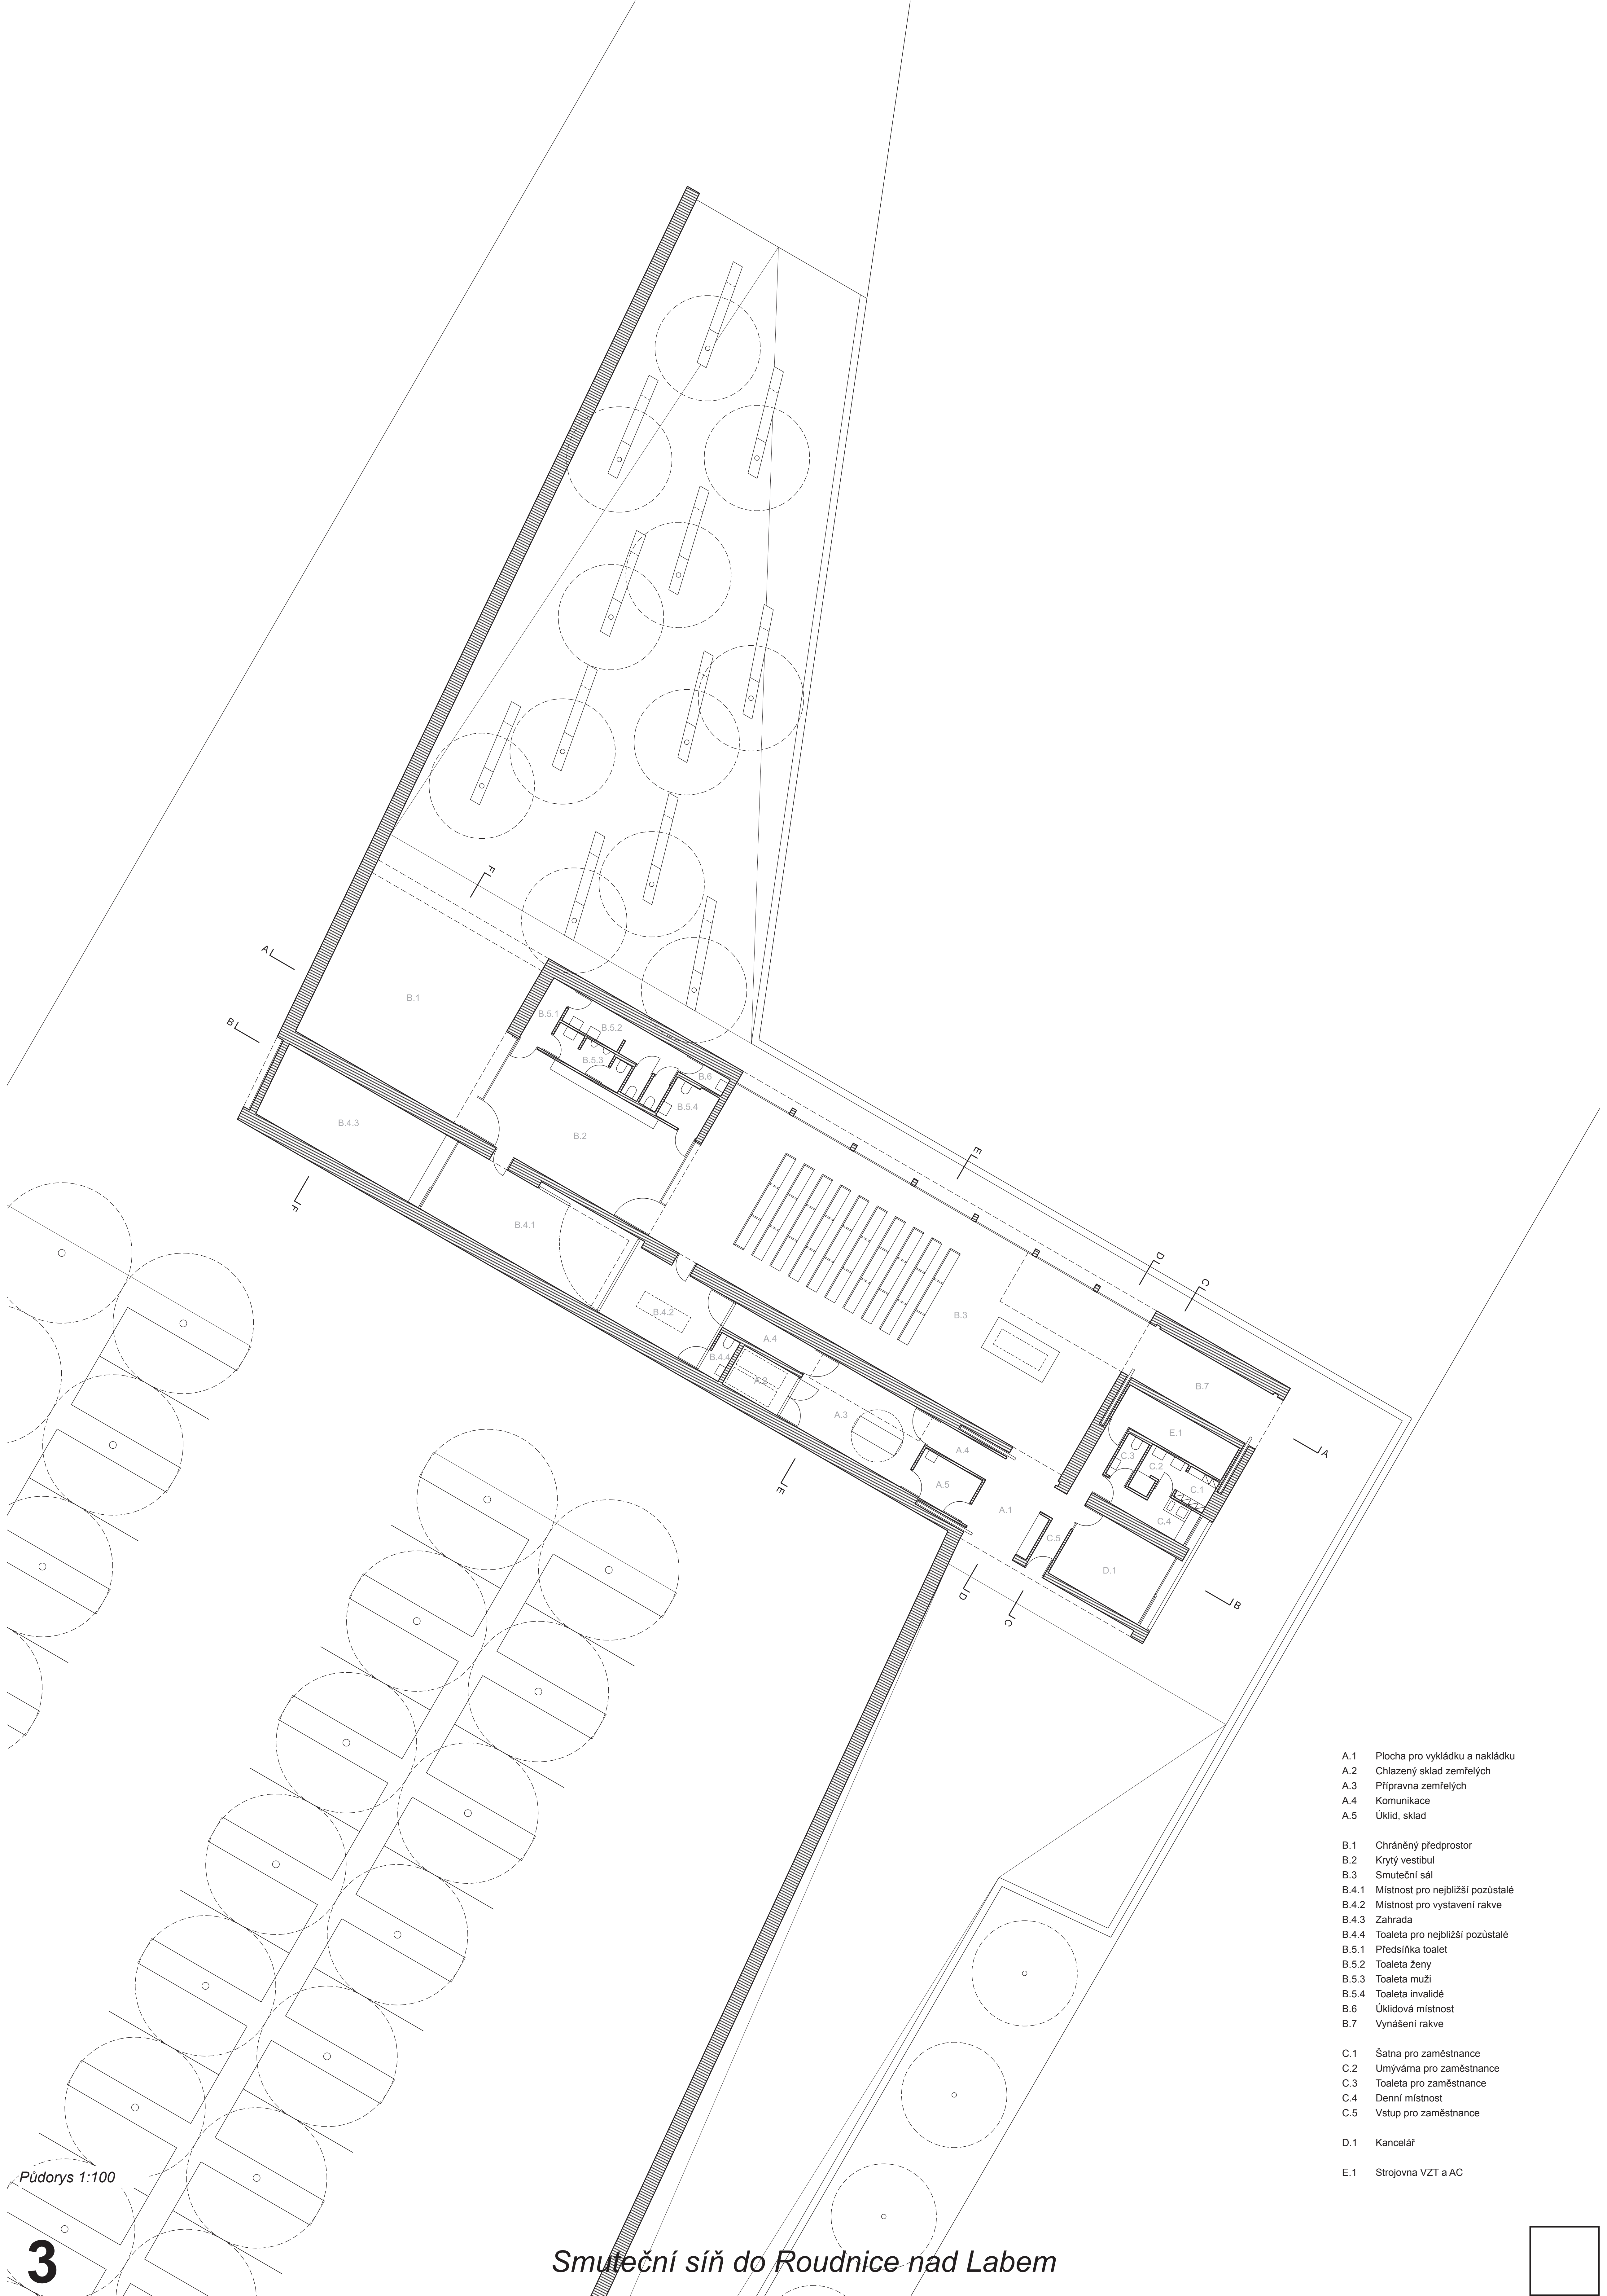 F
A
B
B.1
B.5.1
B.5.2
B.5.3
B.6
B.5.4
B.4.3
B.2
E
F
B.4.1
D
C
B.3
B.4.2
A.4
B.4.4
A.2
B.7
A.3
E.1
A
A.4
C.3
C.2
C.1
A.5
E
A.1
C.4
C.5
D.1
D
C
B
A.1 Plocha pro vykládku a nakládku
A.2 Chlazený sklad zemřelých
A.3 Přípravna zemřelých
A.4 Komunikace
A.5 Úklid, sklad
B.1 Chráněný předprostor
B.2 Krytý vestibul
B.3 Smuteční sál
B.4.1 Místnost pro nejbližší pozůstalé
B.4.2 Místnost pro vystavení rakve
B.4.3 Zahrada
B.4.4 Toaleta pro nejbližší pozůstalé
B.5.1 Předsíňka toalet
B.5.2 Toaleta ženy
B.5.3 Toaleta muži
B.5.4 Toaleta invalidé
B.6 Úklidová místnost
B.7 Vynášení rakve
C.1 Šatna pro zaměstnance
C.2 Umývárna pro zaměstnance
C.3 Toaleta pro zaměstnance
C.4 Denní místnost
C.5 Vstup pro zaměstnance
D.1 Kancelář
E.1 Strojovna VZT a AC
Půdorys 1:100
3
Smuteční síň do Roudnice nad Labem